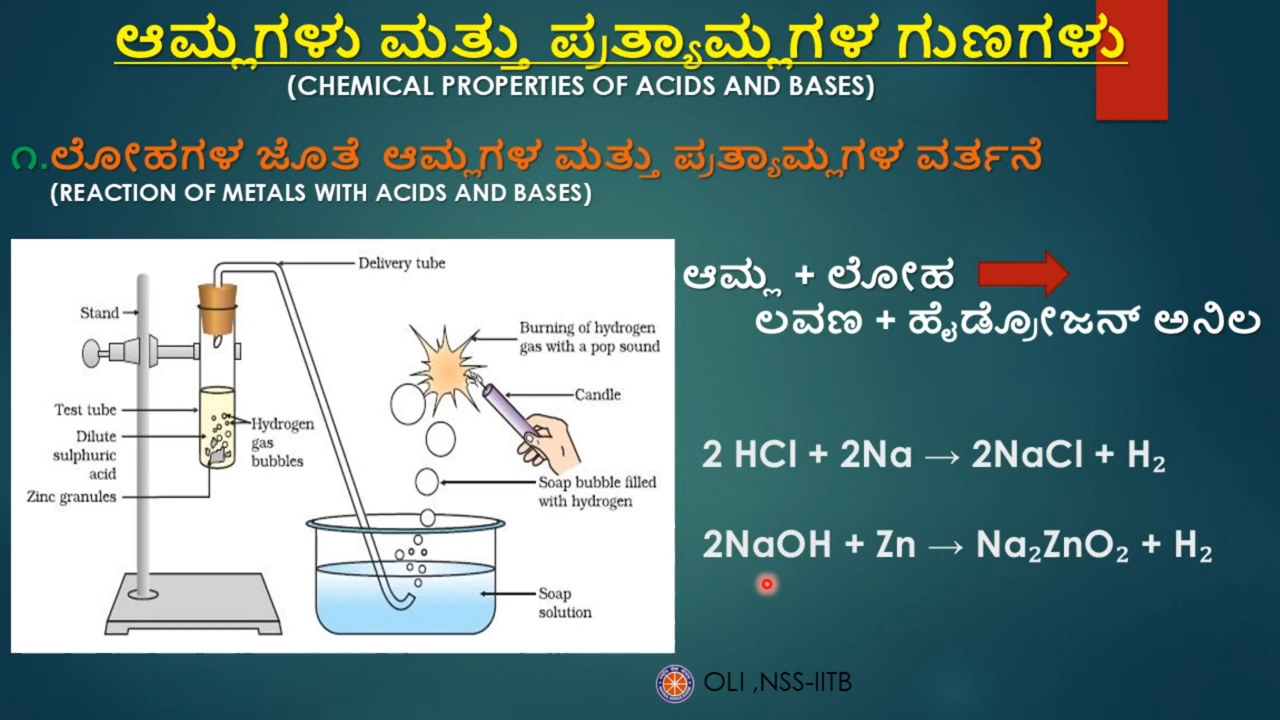 ಆಮ್ಲಗಳು ಮತ್ತು ಪ್ರತ್ಯಾಮ್ಲಗಳ ಗುಣಗಳು
(CHEMICAL PROPERTIES OF ACIDS AND BASES)
೧.ಲೋಹಗಳ ಜೊತೆ ಆಮ್ಲಗಳ ಮತ್ತು ಪ್ರತ್ಯಾಮ್ಲಗಳ ವರ್ತನೆ
(REACTION OF METALS WITH ACIDS AND BASES)
Delivery tube
Stand
Burning of hydrogen
gas with a pop sound
Candle
Test tube
Hydrogen
gas
bubbles
Dilute
sulphuric
acid
Zinc granules
Soap bubble filled
with hydrogen
Soap
solution
ಆಮ್ಲ + ಲೋಹ
ಲವಣ + ಹೈಡ್ರೋಜನ್ ಅನಿಲ
2 HCl + 2Na → 2NaCl + H₂
2NaOH + Zn → Na₂ZnO₂ + H₂
OLI ,NSS-IITB